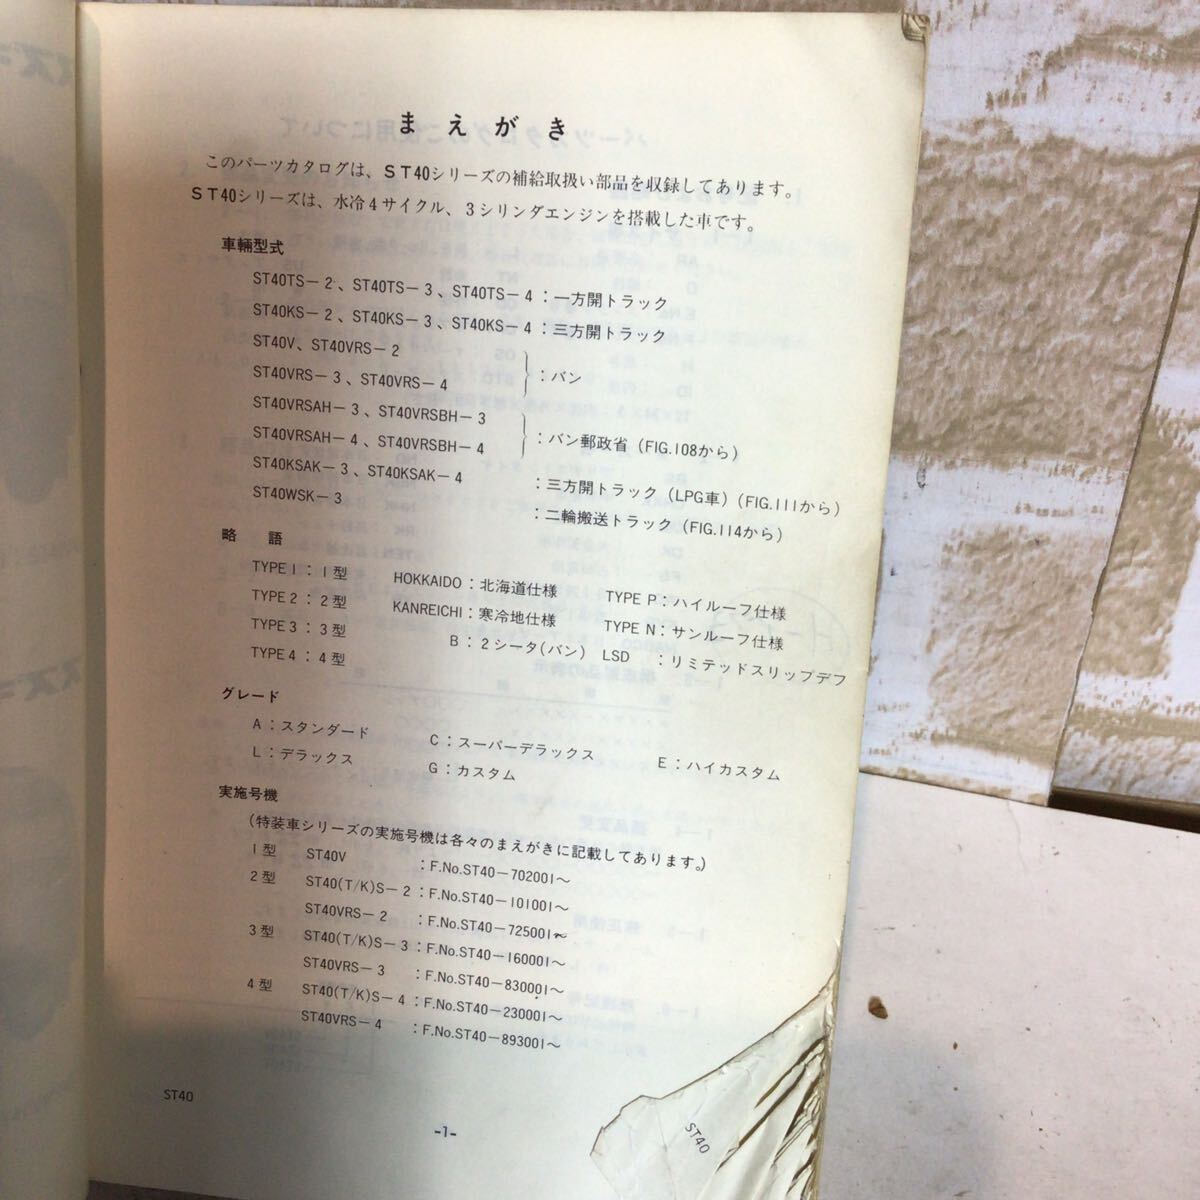 まえがき
このパーツカタログは、ST40シリーズの補給取扱い部品を収録してあります。
ST40シリーズは、水冷4サイクル、3シリンダエンジンを搭載した車です。
車輛型式
ST40TS-2、ST40TS-3、ST40TS-4:一方開トラック
ST40KS-2、ST40KS-3、ST40KS-4:三方開トラック
ST40V、ST40VRS-2
ST40VRS-3、ST40VRS-4 :バン
ST40VRSAH-3、ST40VRSBH-3
ST40VRSAH-4、ST40VRSBH-4 :バン郵政省(FIG.108から)
ST40KSAK-3、ST40KSAK-4 :三方開トラック(LPG車)(FIG.111から)
ST40WSK-3 :二輪搬送トラック(FIG.114から)
略語
TYPE1:1型 HOKKAIDO:北海道仕様 TYPE P:ハイルーフ仕様
TYPE2:2型 KANREICHI:寒冷地仕様 TYPE N:サンルーフ仕様
TYPE3:3型 B:2シータ(バン) LSD :リミテッドスリップデフ
TYPE4:4型
グレード
A:スタンダード C:スーパーデラックス E:ハイカスタム
L:デラックス G:カスタム
実施号機
(特装車シリーズの実施号機は各々のまえがきに記載してあります。)
1型 ST40V :F.No.ST40-702001~
2型 ST40(T/K)S-2:F.No.ST40-101001~
ST40VRS-2 :F.No.ST40-725001~
3型 ST40(T/K)S-3:F.No.ST40-160001~
ST40VRS-3 :F.No.ST40-830001~
4型 ST40(T/K)S-4:F.No.ST40-230001~
ST40VRS-4 :F.No.ST40-893001~
ST40
-1-
ST40